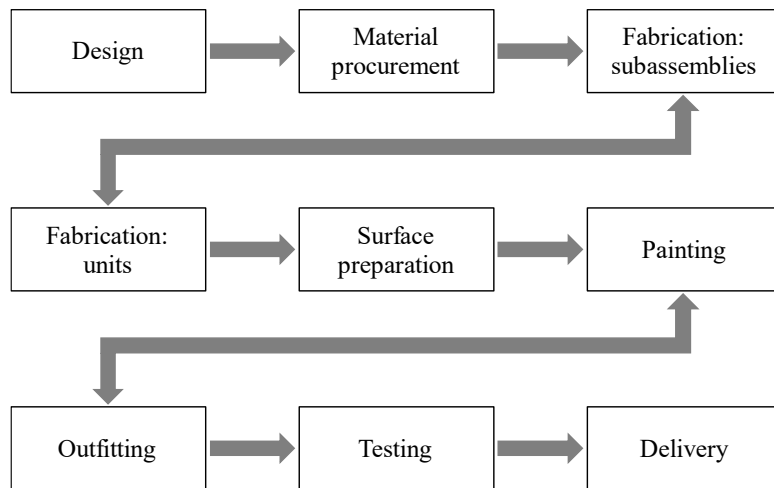 Design
Material
procurement
Fabrication:
subassemblies
Fabrication:
units
Surface
preparation
Painting
Outfitting
Testing
Delivery